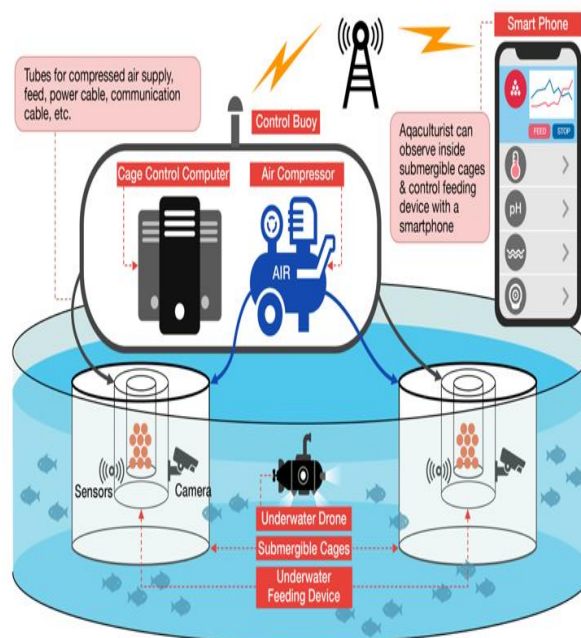 Smart Phone
Tubes for compressed air supply,
feed, power cable, communication
cable, etc.
Control Buoy
Cage Control Computer
Air Compressor
AIR
Aqaculturist can
observe inside
submergible cages
& control feeding
device with a
smartphone
FEED
STOP
pH
Sensors
Camera
Underwater Drone
Submergible Cages
Underwater
Feeding Device